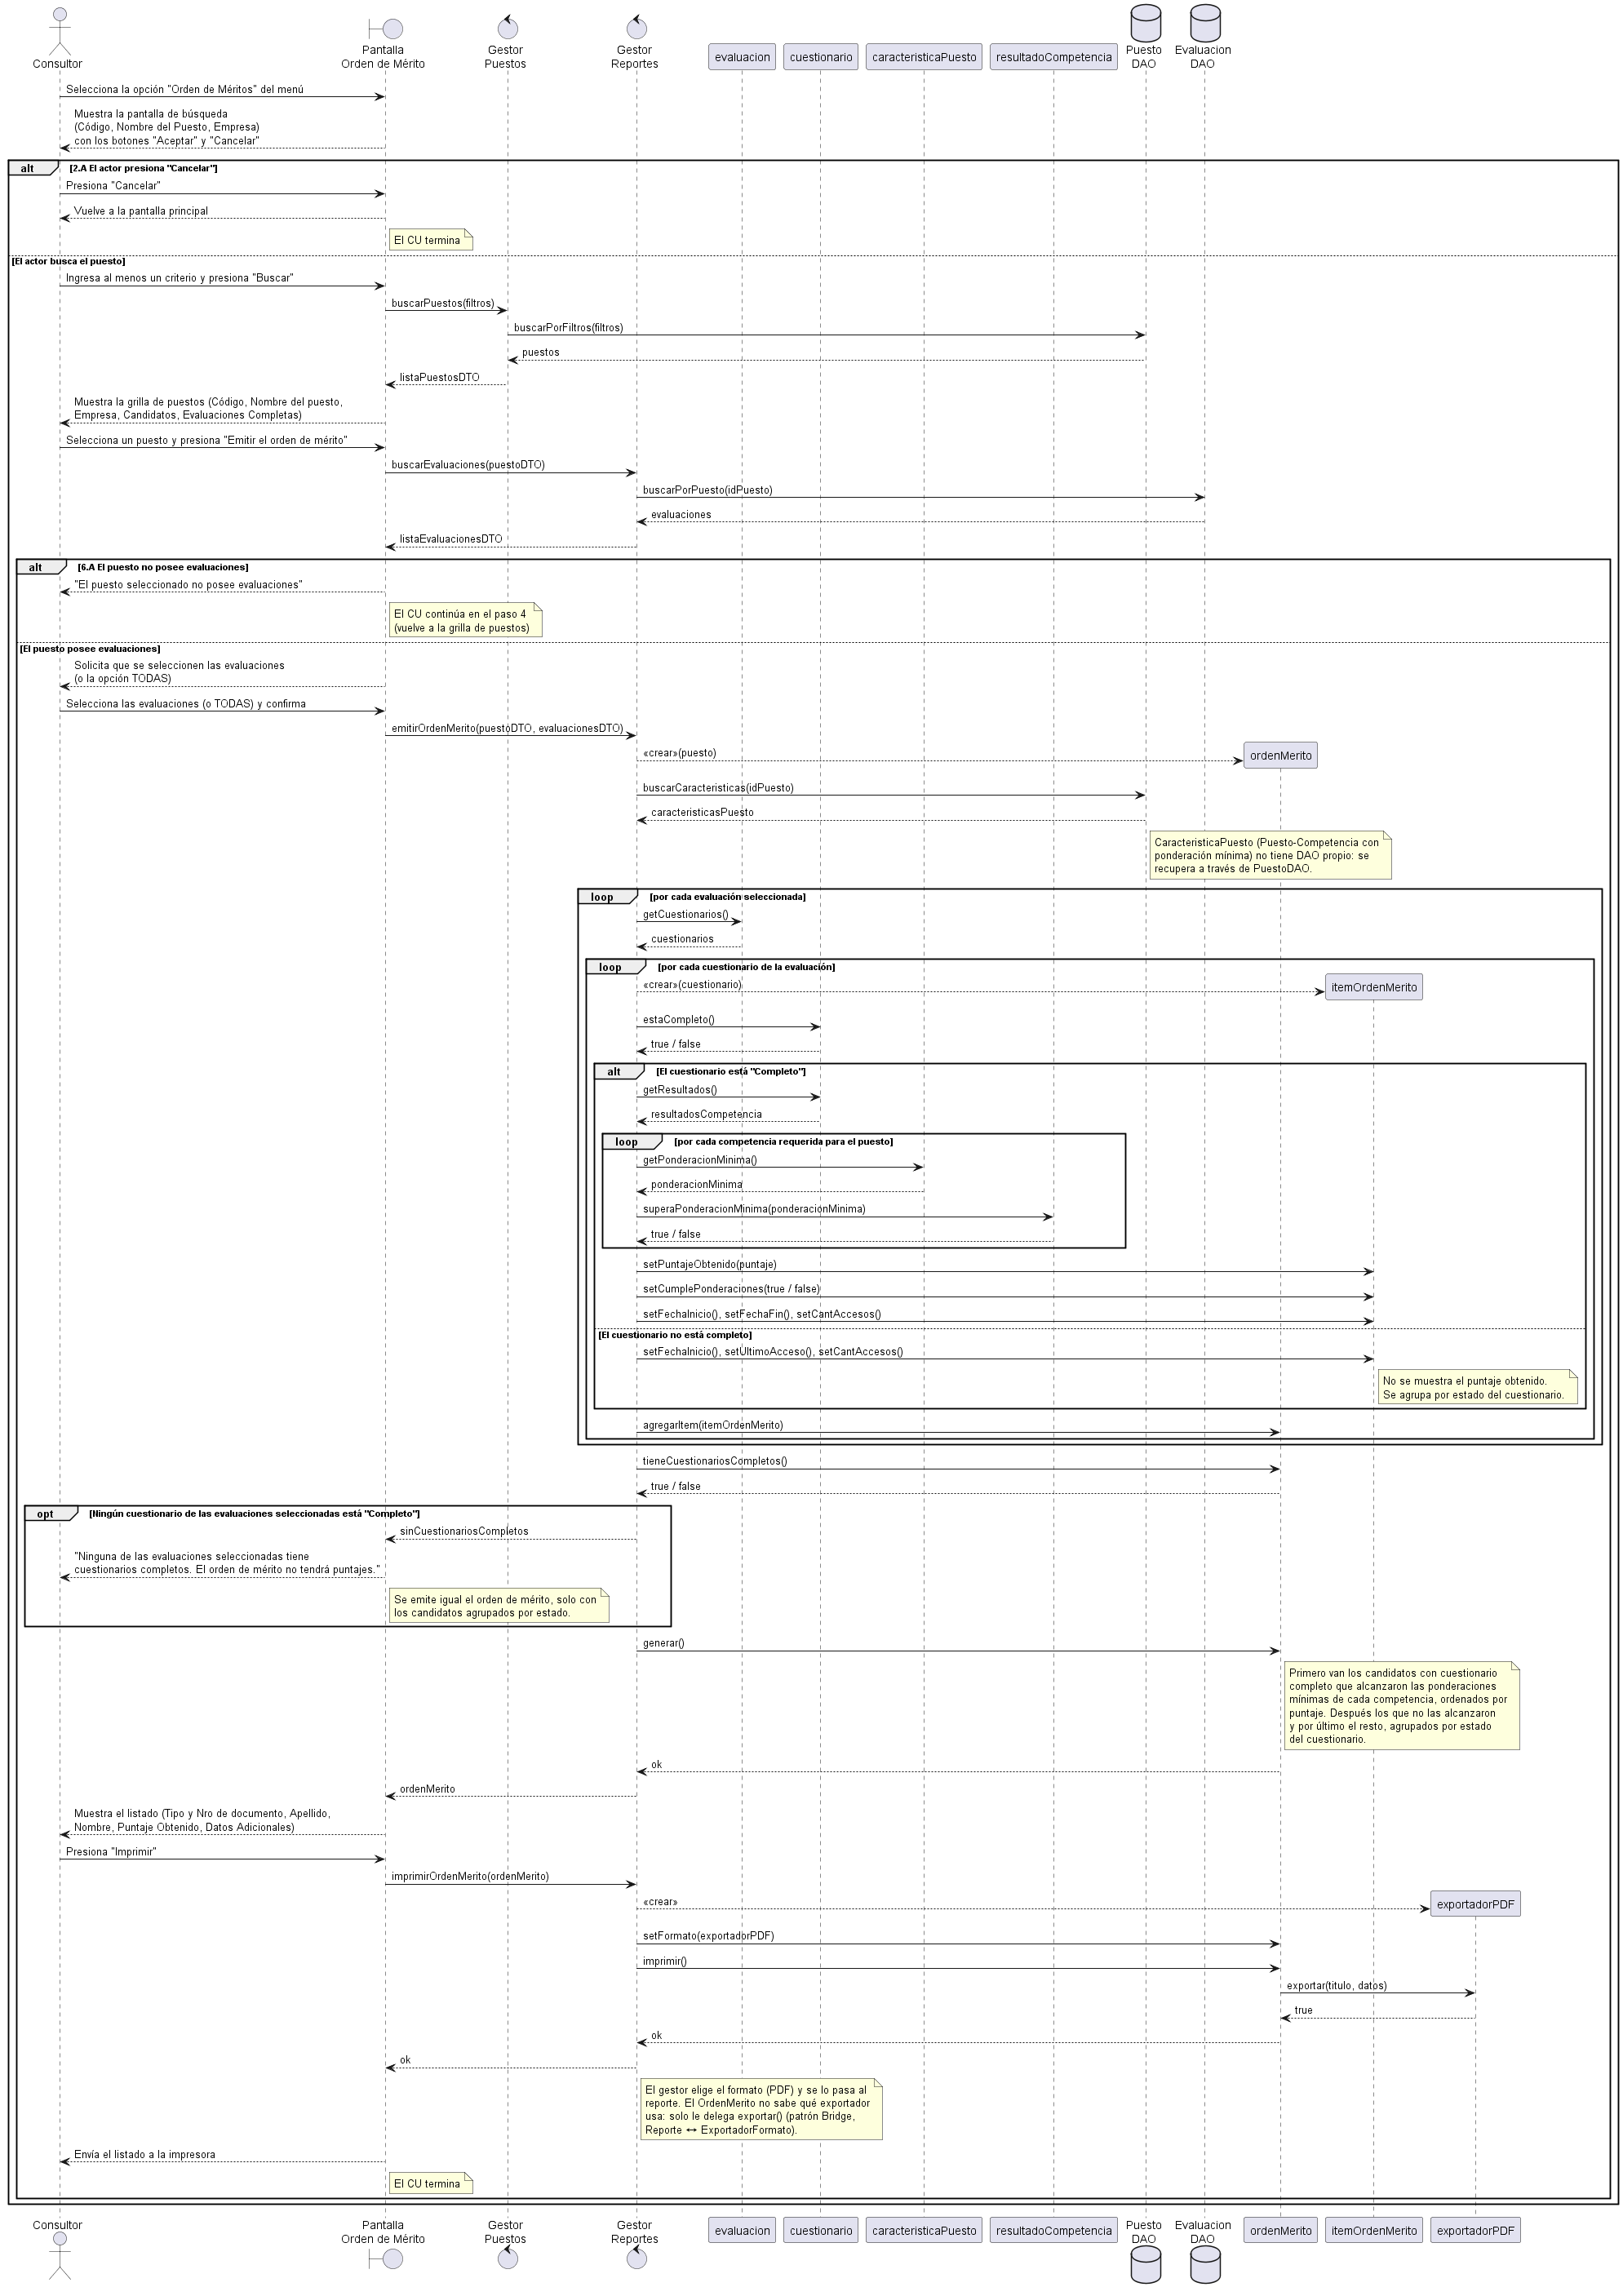 Consultor
Pantalla
Orden de Mérito
Gestor
Puestos
Gestor
Reportes
evaluacion
cuestionario
caracteristicaPuesto
resultadoCompetencia
Puesto
DAO
Evaluacion
DAO
Selecciona la opción "Orden de Méritos" del menú
Muestra la pantalla de búsqueda
(Código, Nombre del Puesto, Empresa)
con los botones "Aceptar" y "Cancelar"
alt [2.A El actor presiona "Cancelar"]
Presiona "Cancelar"
Vuelve a la pantalla principal
El CU termina
[El actor busca el puesto]
Ingresa al menos un criterio y presiona "Buscar"
buscarPuestos(filtros)
buscarPorFiltros(filtros)
puestos
listaPuestosDTO
Muestra la grilla de puestos (Código, Nombre del puesto,
Empresa, Candidatos, Evaluaciones Completas)
Selecciona un puesto y presiona "Emitir el orden de mérito"
buscarEvaluaciones(puestoDTO)
buscarPorPuesto(idPuesto)
evaluaciones
listaEvaluacionesDTO
alt [6.A El puesto no posee evaluaciones]
"El puesto seleccionado no posee evaluaciones"
El CU continúa en el paso 4
(vuelve a la grilla de puestos)
[El puesto posee evaluaciones]
Solicita que se seleccionen las evaluaciones
(o la opción TODAS)
Selecciona las evaluaciones (o TODAS) y confirma
emitirOrdenMerito(puestoDTO, evaluacionesDTO)
«crear»(puesto)
ordenMerito
buscarCaracteristicas(idPuesto)
caracteristicasPuesto
CaracteristicaPuesto (Puesto-Competencia con
ponderación mínima) no tiene DAO propio: se
recupera a través de PuestoDAO.
loop [por cada evaluación seleccionada]
getCuestionarios()
cuestionarios
loop [por cada cuestionario de la evaluación]
«crear»(cuestionario)
itemOrdenMerito
estaCompleto()
true / false
alt [El cuestionario está "Completo"]
getResultados()
resultadosCompetencia
loop [por cada competencia requerida para el puesto]
getPonderacionMinima()
ponderacionMinima
superaPonderacionMinima(ponderacionMinima)
true / false
setPuntajeObtenido(puntaje)
setCumplePonderaciones(true / false)
setFechaInicio(), setFechaFin(), setCantAccesos()
[El cuestionario no está completo]
setFechaInicio(), setUltimoAcceso(), setCantAccesos()
No se muestra el puntaje obtenido.
Se agrupa por estado del cuestionario.
agregarItem(itemOrdenMerito)
tieneCuestionariosCompletos()
true / false
opt [Ningún cuestionario de las evaluaciones seleccionadas está "Completo"]
sinCuestionariosCompletos
"Ninguna de las evaluaciones seleccionadas tiene
cuestionarios completos. El orden de mérito no tendrá puntajes."
Se emite igual el orden de mérito, solo con
los candidatos agrupados por estado.
generar()
Primero van los candidatos con cuestionario
completo que alcanzaron las ponderaciones
mínimas de cada competencia, ordenados por
puntaje. Después los que no las alcanzaron
y por último el resto, agrupados por estado
del cuestionario.
ok
ordenMerito
Muestra el listado (Tipo y Nro de documento, Apellido,
Nombre, Puntaje Obtenido, Datos Adicionales)
Presiona "Imprimir"
imprimirOrdenMerito(ordenMerito)
«crear»
exportadorPDF
setFormato(exportadorPDF)
imprimir()
exportar(titulo, datos)
true
ok
ok
El gestor elige el formato (PDF) y se lo pasa al
reporte. El OrdenMerito no sabe qué exportador
usa: solo le delega exportar() (patrón Bridge,
Reporte ↔ ExportadorFormato).
Envía el listado a la impresora
El CU termina
Consultor
Pantalla
Orden de Mérito
Gestor
Puestos
Gestor
Reportes
evaluacion
cuestionario
caracteristicaPuesto
resultadoCompetencia
Puesto
DAO
Evaluacion
DAO
ordenMerito
itemOrdenMerito
exportadorPDF